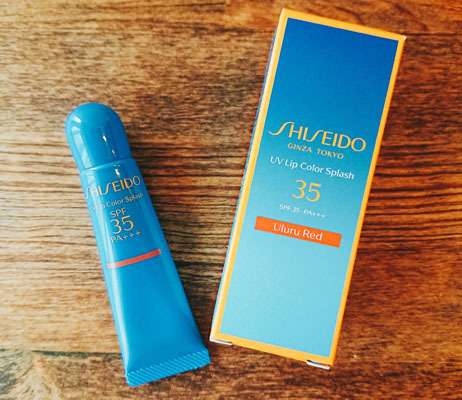 SHISEIDO
UV Lip Color Splash
SPF
35
PA+++
SHISEIDO
GINZA TOKYO
UV Lip Color Splash
35
SPF 35 · PA+++
Uluru Red